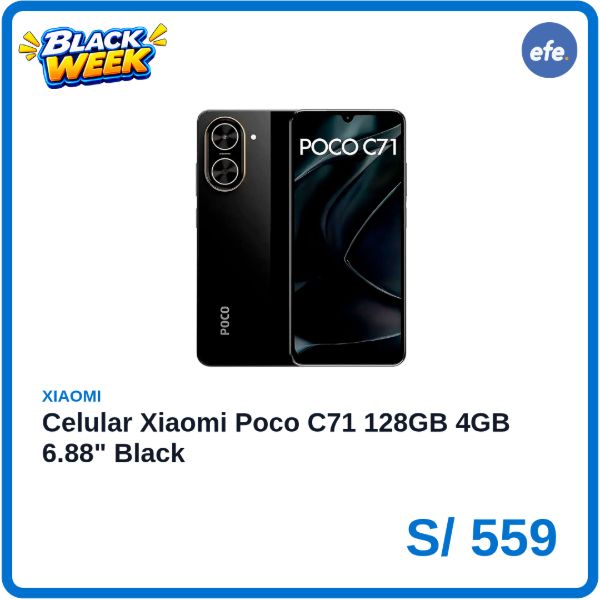 BLACK
WEEK
efe.
POCO C71
POCO
XIAOMI
Celular Xiaomi Poco C71 128GB 4GB
6.88" Black
S/ 559